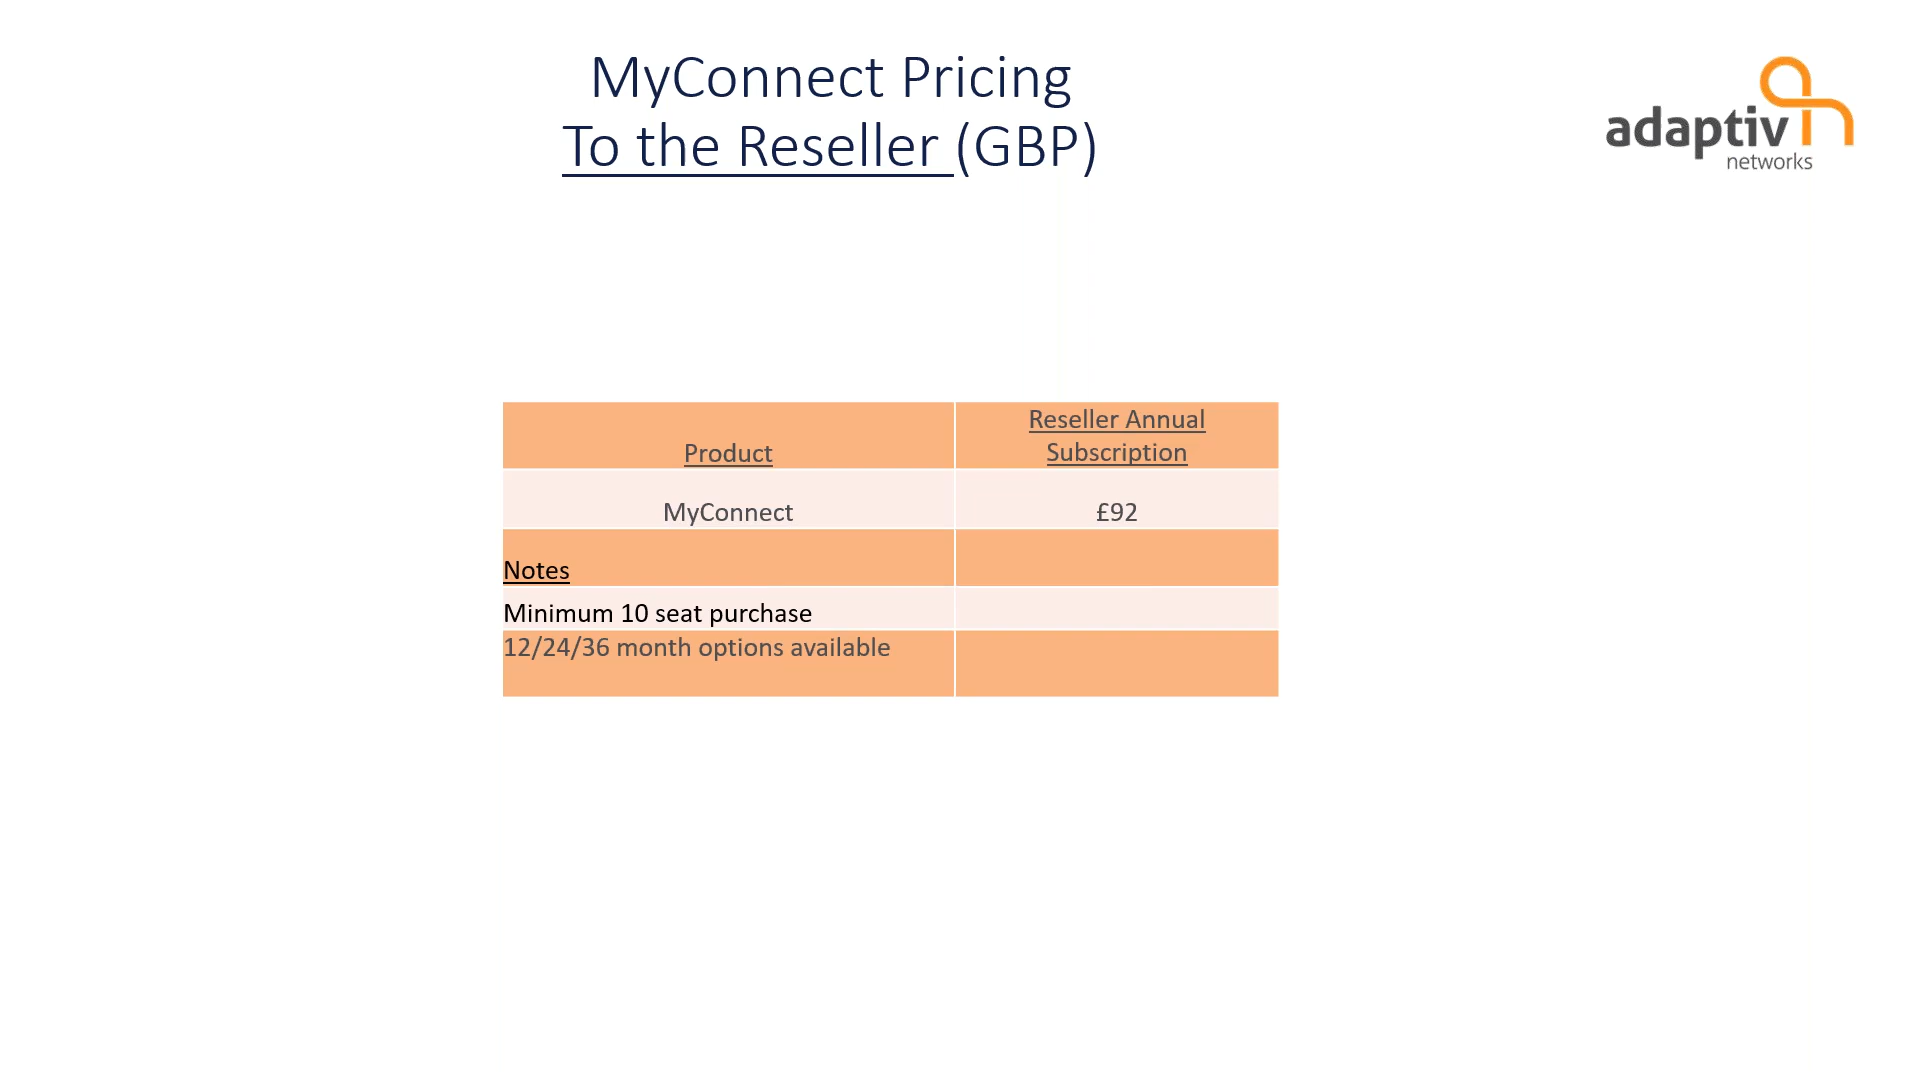 MyConnect Pricing
To the Reseller (GBP)
adaptiv
networks
Product
Reseller Annual
Subscription
MyConnect
£92
Notes
Minimum 10 seat purchase
12/24/36 month options available